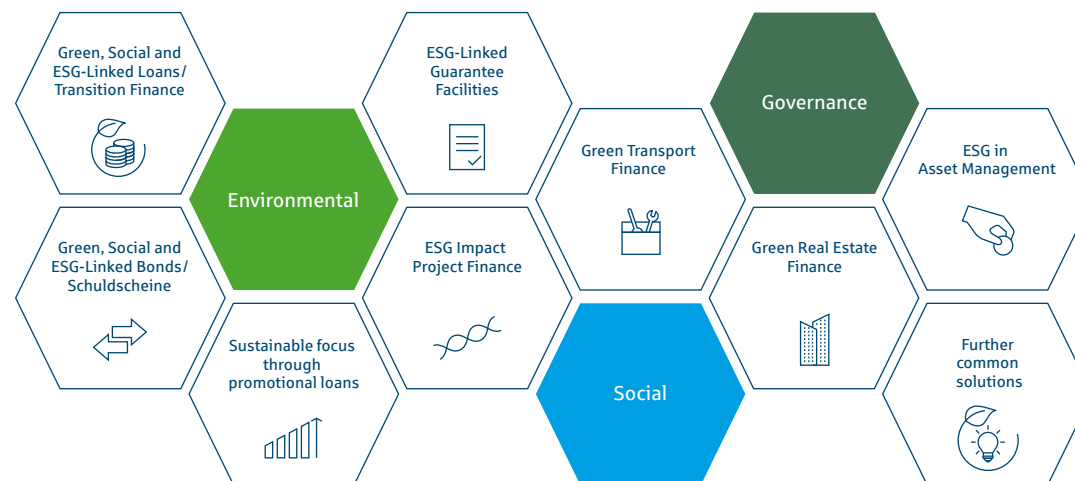 Green, Social and
ESG-Linked Loans/
Transition Finance
ESG-Linked
Guarantee
Facilities
Governance
Environmental
Green Transport
Finance
ESG in
Asset Management
Green, Social and
ESG-Linked Bonds/
Schuldscheine
ESG Impact
Project Finance
Green Real Estate
Finance
Sustainable focus
through
promotional loans
Social
Further
common
solutions